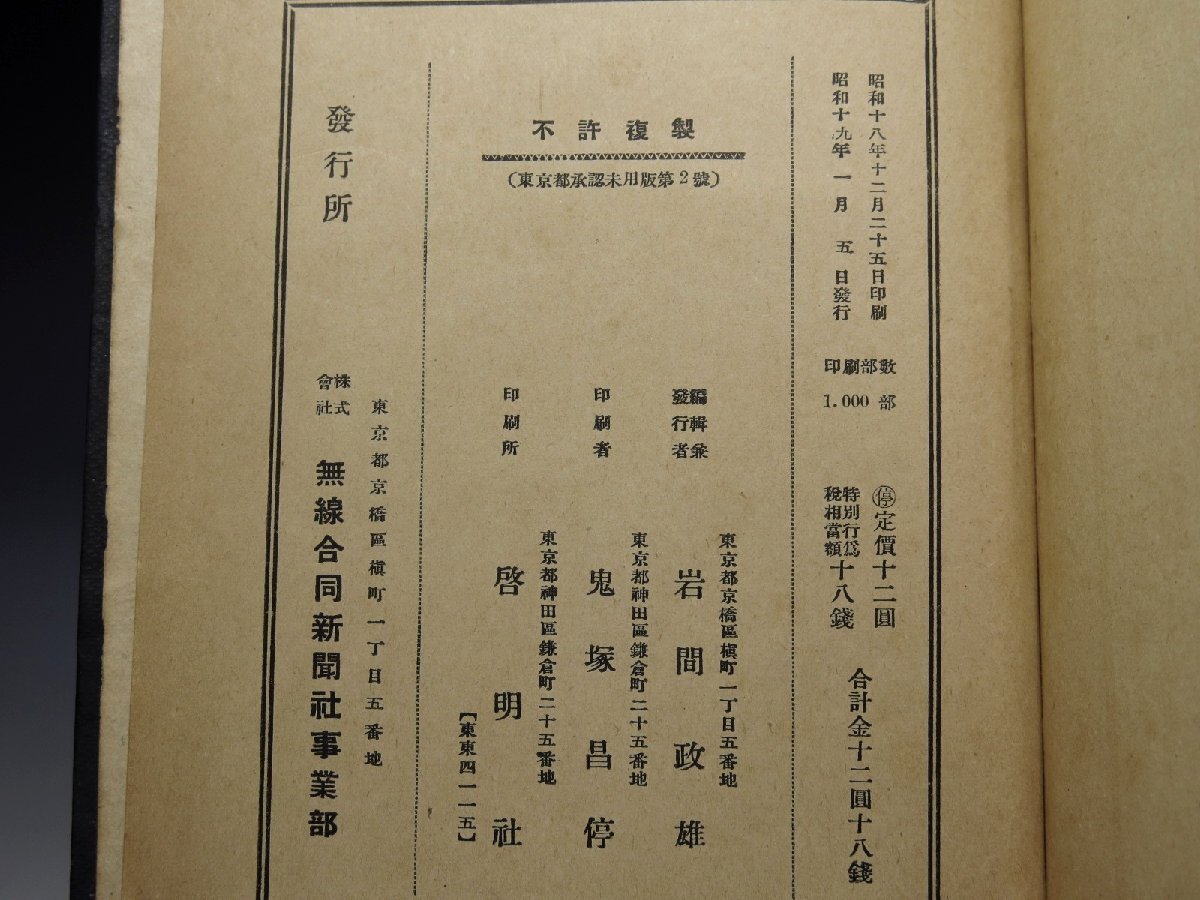 昭和十八年十二月二十五日印刷
昭和十九年一月 五 日發行
印刷部數
1.000 部
㊡定價十二圓
特別行爲
稅相當額十八錢
合計金十二圓十八錢
不許複製
(東京都承認未用版第2號)
編輯兼
發行者
東京都京橋區槇町一丁目五番地
岩間政雄
印刷者
東京都神田區鎌倉町二十五番地
鬼塚昌停
印刷所
東京都神田區鎌倉町二十五番地
啓明社
【東東四一一五】
發行所
東京都京橋區槇町一丁目五番地
株式
會社
無線合同新聞社事業部